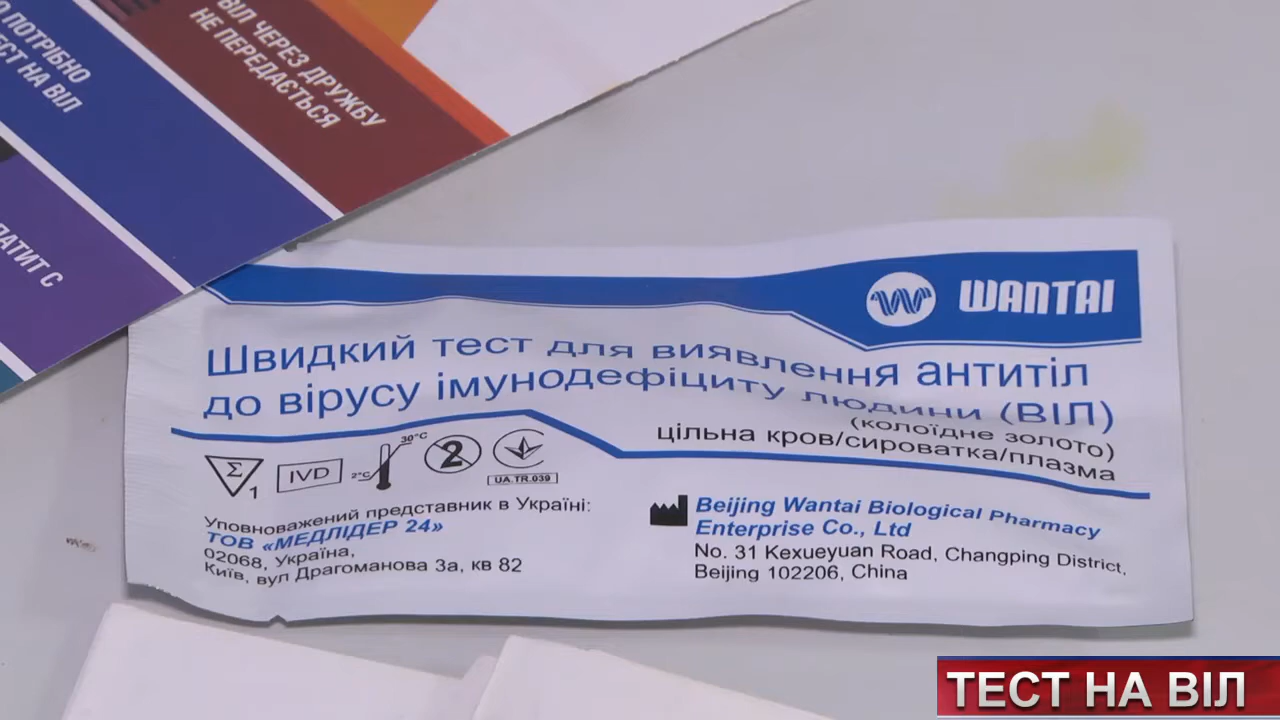 ПОТРІБНО
ТЕСТ НА ВІЛ
ВІЛ ЧЕРЕЗ ДРУЖБУ
НЕ ПЕРЕДАЄТЬСЯ
С
WANTAI
Швидкий тест для виявлення антитіл
до вірусу імунодефіциту людини (ВІЛ)
(колоїдне золото)
цільна кров/сироватка/плазма
Σ
1
IVD
2°C
30°C
2
UA.TR.039
Уповноважений представник в Україні:
ТОВ «МЕДЛІДЕР 24»
02068, Україна,
Київ, вул Драгоманова 3а, кв 82
Beijing Wantai Biological Pharmacy
Enterprise Co., Ltd
No. 31 Kexueyuan Road, Changping District,
Beijing 102206, China
ТЕСТ НА ВІЛ